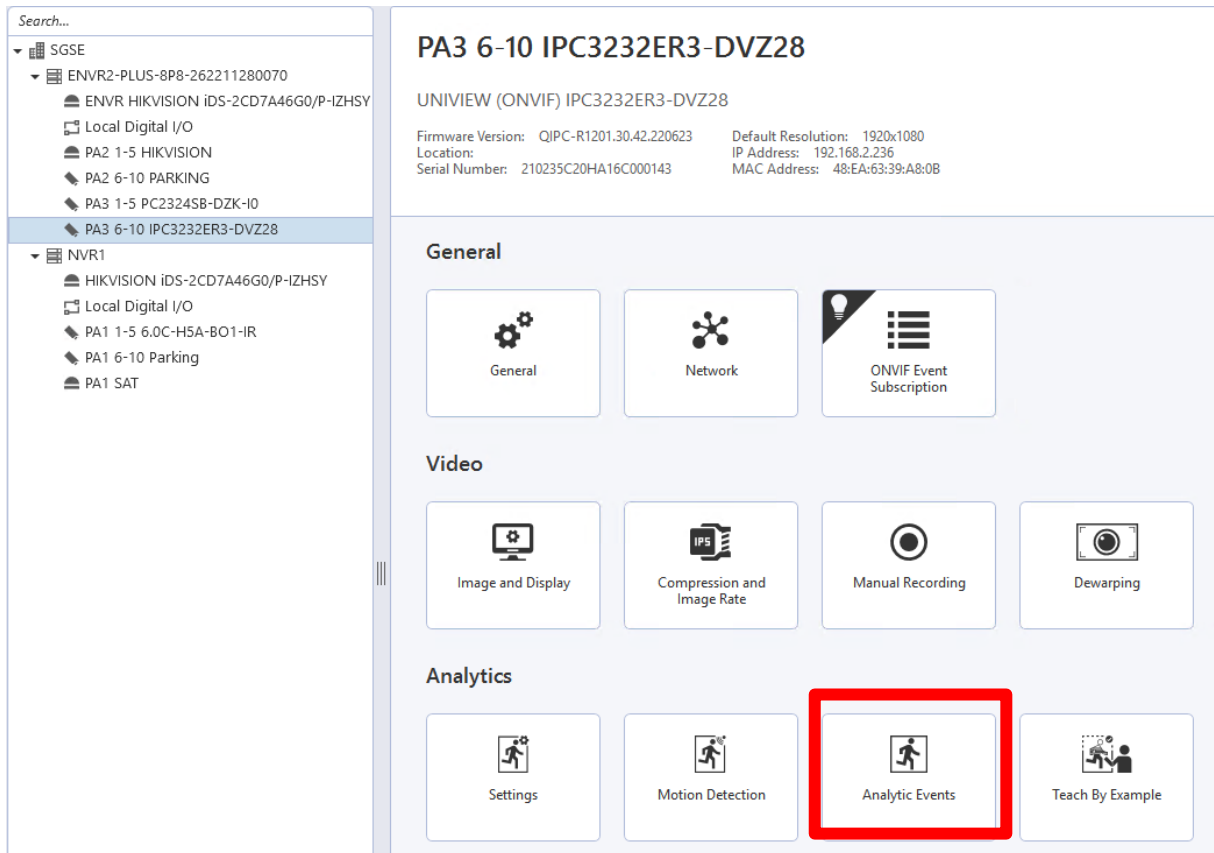 Search...
SGSE
ENVR2-PLUS-8P8-262211280070
ENVR HIKVISION iDS-2CD7A46G0/P-IZHSY
Local Digital I/O
PA2 1-5 HIKVISION
PA2 6-10 PARKING
PA3 1-5 PC2324SB-DZK-I0
PA3 6-10 IPC3232ER3-DVZ28
NVR1
HIKVISION iDS-2CD7A46G0/P-IZHSY
Local Digital I/O
PA1 1-5 6.0C-H5A-BO1-IR
PA1 6-10 Parking
PA1 SAT
PA3 6-10 IPC3232ER3-DVZ28
UNIVIEW (ONVIF) IPC3232ER3-DVZ28
Firmware Version: QIPC-R1201.30.42.220623 Default Resolution: 1920x1080
Location: IP Address: 192.168.2.236
Serial Number: 210235C20HA16C000143 MAC Address: 48:EA:63:39:A8:0B
General
General Network ONVIF Event
Subscription
Video
IPS
Image and Display Compression and Manual Recording Dewarping
Image Rate
Analytics
Settings Motion Detection Analytic Events Teach By Example